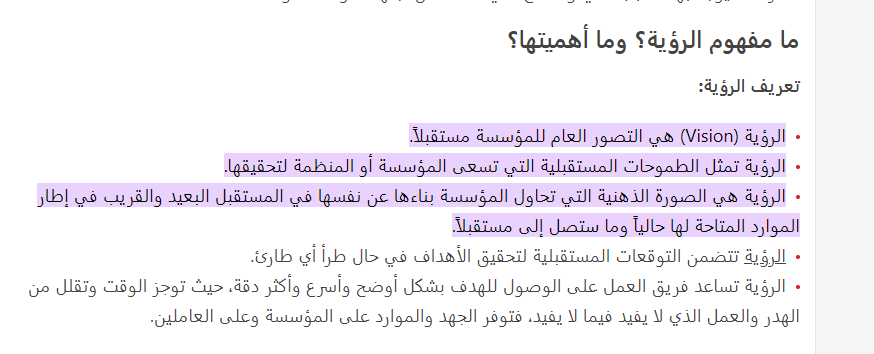 ما مفهوم الرؤية؟ وما أهميتها؟
تعريف الرؤية:
الرؤية (Vision) هي التصور العام للمؤسسة مستقبلاً.
الرؤية تمثل الطموحات المستقبلية التي تسعى المؤسسة أو المنظمة لتحقيقها.
الرؤية هي الصورة الذهنية التي تحاول المؤسسة بناءها عن نفسها في المستقبل البعيد والقريب في إطار
الموارد المتاحة لها حالياً وما ستصل إلى مستقبلاً.
الرؤية تتضمن التوقعات المستقبلية لتحقيق الأهداف في حال طرأ أي طارئ.
الرؤية تساعد فريق العمل على الوصول للهدف بشكل أوضح وأسرع وأكثر دقة، حيث توجز الوقت وتقلل من
الهدر والعمل الذي لا يفيد فيما لا يفيد، فتوفر الجهد والموارد على المؤسسة وعلى العاملين.